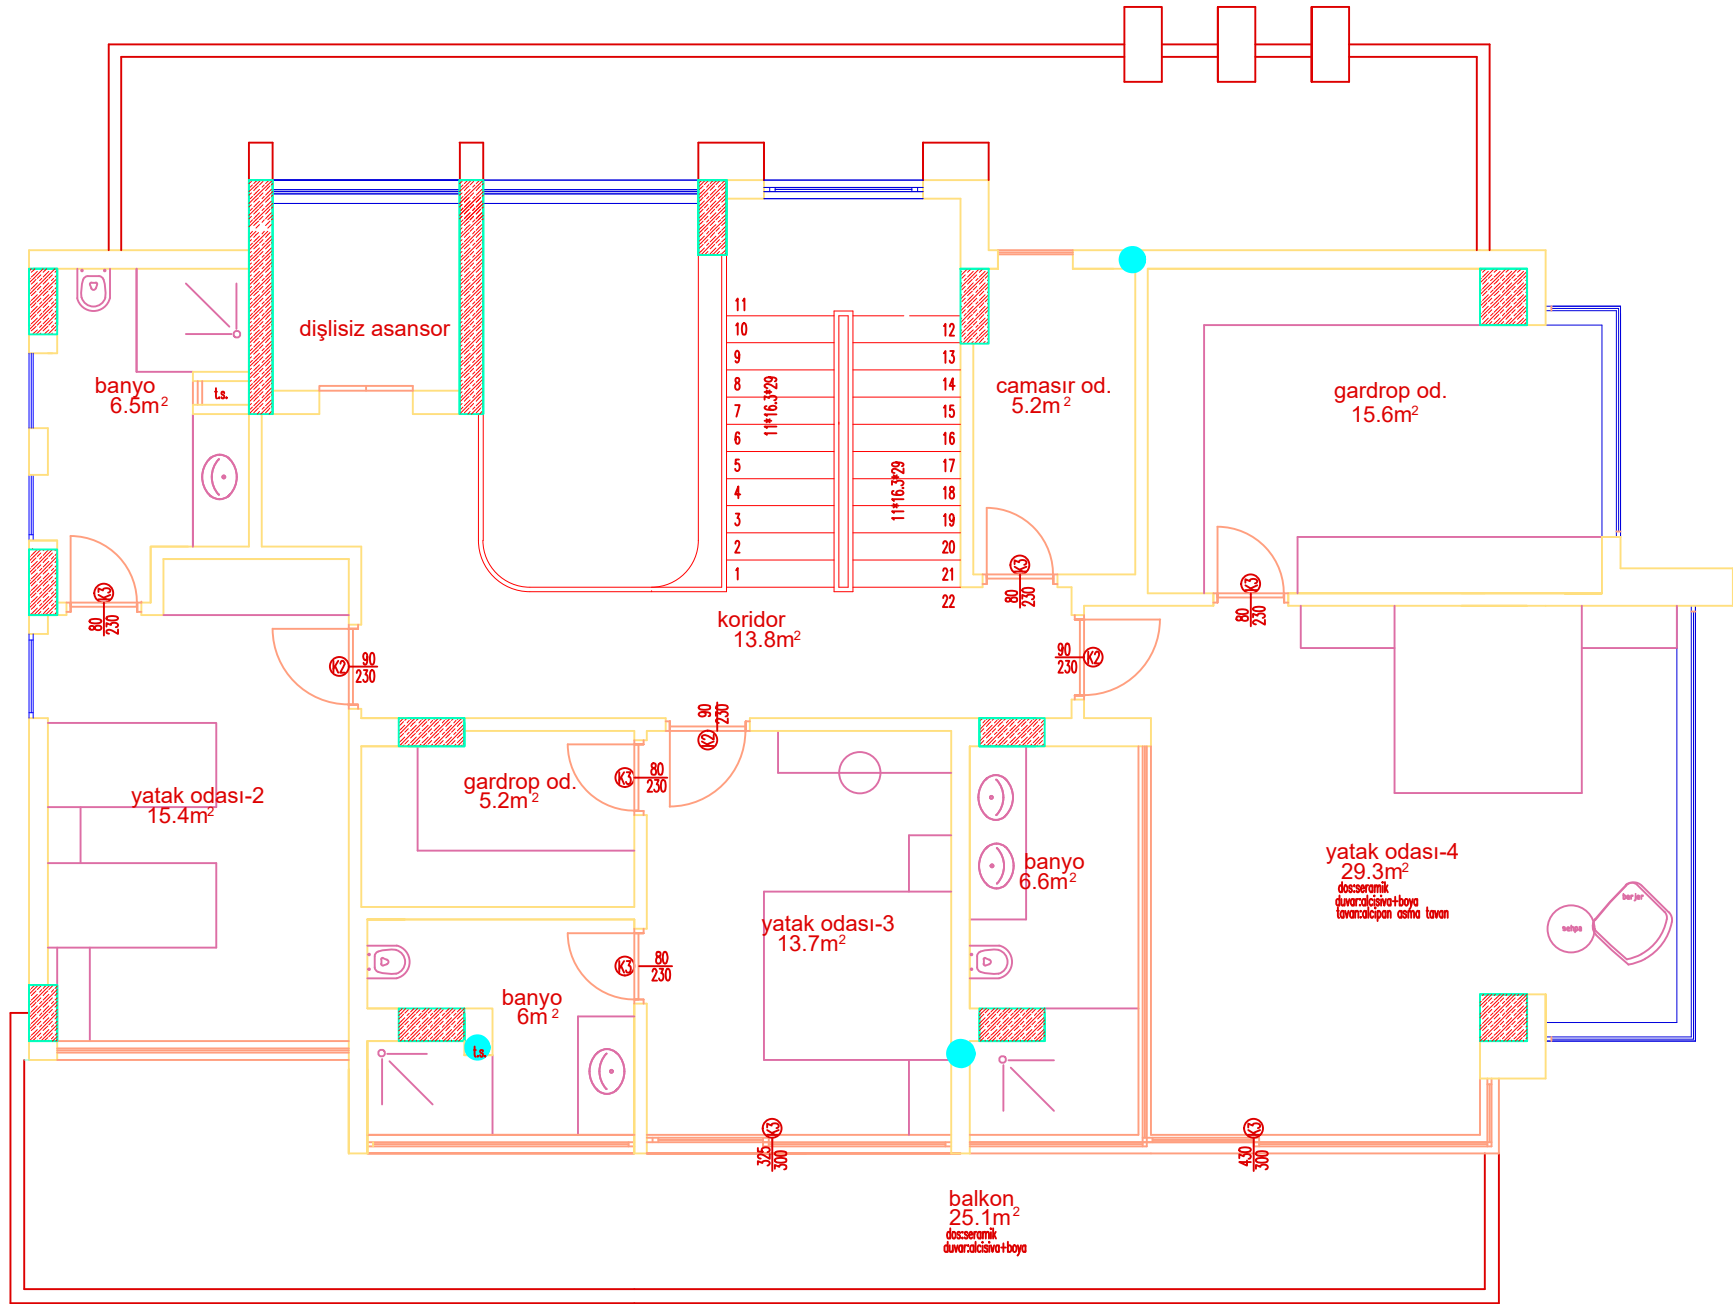 dişlisiz asansor
banyo
6.5m²
t.s.
11
10
9
8
7
6
5
4
3
2
1
11*16.3*29
12
13
14
15
16
17
18
19
20
21
22
11*16.3*29
camasır od.
5.2m²
gardrop od.
15.6m²
K3
80
230
K3
80
230
K3
80
230
koridor
13.8m²
K2
90
230
90
230
K2
90
230
K2
yatak odası-2
15.4m²
gardrop od.
5.2m²
K3
80
230
yatak odası-3
13.7m²
banyo
6.6m²
yatak odası-4
29.3m²
dos:seramik
duvar:alcisiva+boya
tavan:alcipan asma tavan
berjer
sehpa
K3
80
230
banyo
6m²
t.s.
K3
325
300
K3
430
300
balkon
25.1m²
dos:seramik
duvar:alcisiva+boya